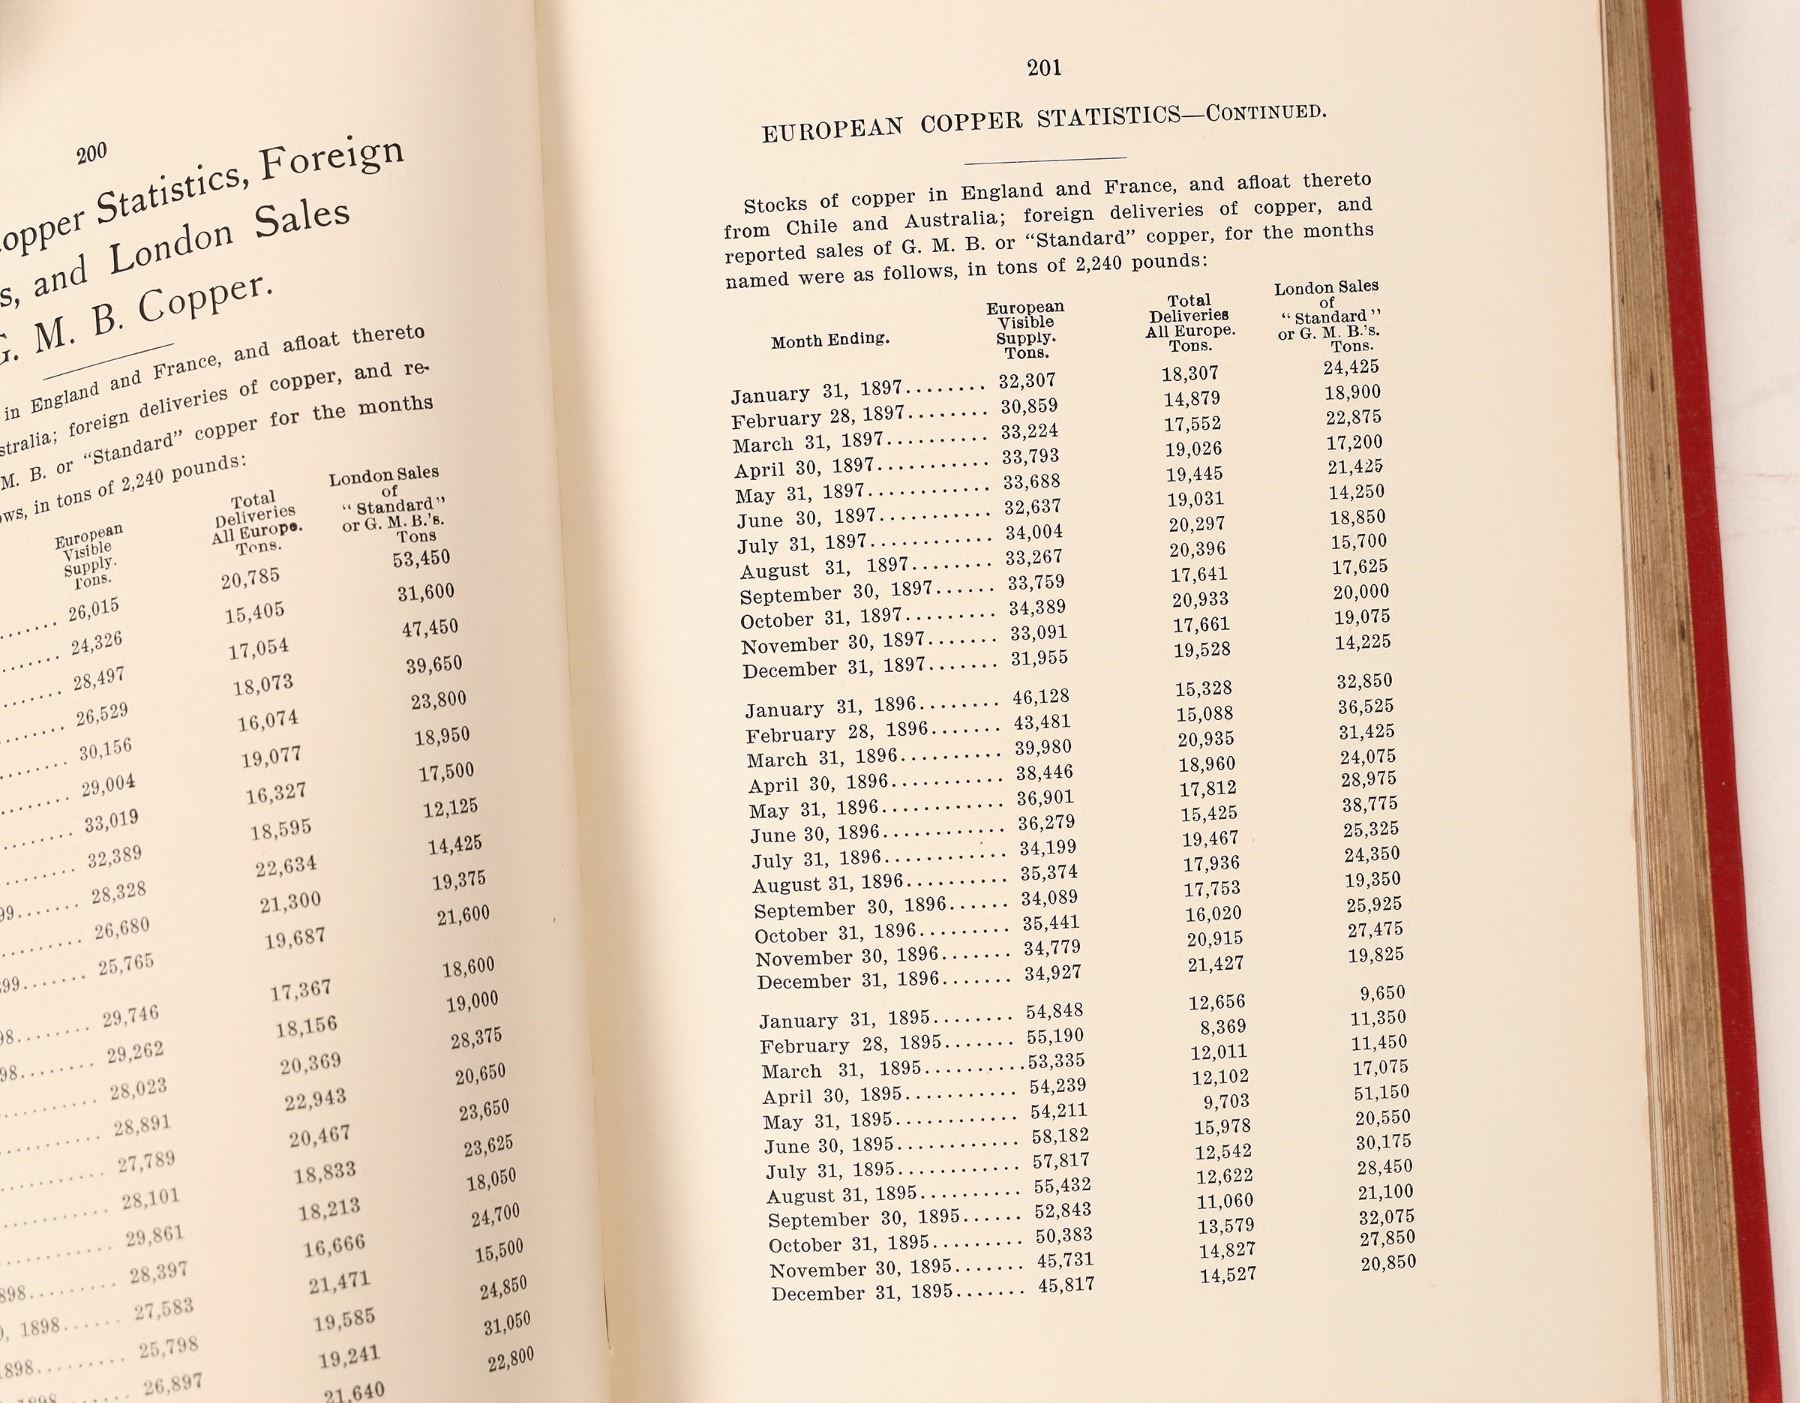 200
opper Statistics, Foreign
s, and London Sales
G. M. B. Copper.
in England and France, and afloat thereto
stralia; foreign deliveries of copper, and re-
M. B. or “Standard” copper for the months
ows, in tons of 2,240 pounds:
European Visible Supply. Tons.
Total Deliveries All Europe. Tons.
London Sales of “Standard” or G. M. B.'s. Tons
26,015 20,785 53,450
24,326 15,405 31,600
28,497 17,054 47,450
26,529 18,073 39,650
30,156 16,074 23,800
29,004 19,077 18,950
33,019 16,327 17,500
32,389 18,595 12,125
99....... 28,328 22,634 14,425
26,680 21,300 19,375
99....... 25,765 19,687 21,600
98........ 29,746 17,367 18,600
98........ 29,262 18,156 19,000
28,023 20,369 28,375
28,891 22,943 20,650
27,789 20,467 23,650
28,101 18,833 23,625
29,861 18,213 18,050
898......... 28,397 16,666 24,700
, 1898...... 27,583 21,471 15,500
1898......... 25,798 19,585 24,850
1898...... 26,897 19,241 31,050
21,640 22,800
201
EUROPEAN COPPER STATISTICS—CONTINUED.
Stocks of copper in England and France, and afloat thereto
from Chile and Australia; foreign deliveries of copper, and
reported sales of G. M. B. or “Standard” copper, for the months
named were as follows, in tons of 2,240 pounds:
Month Ending.
European Visible Supply. Tons.
Total Deliveries All Europe. Tons.
London Sales of “Standard” or G. M. B.'s. Tons.
January 31, 1897........ 32,307 18,307 24,425
February 28, 1897........ 30,859 14,879 18,900
March 31, 1897.......... 33,224 17,552 22,875
April 30, 1897........... 33,793 19,026 17,200
May 31, 1897............ 33,688 19,445 21,425
June 30, 1897........... 32,637 19,031 14,250
July 31, 1897............ 34,004 20,297 18,850
August 31, 1897......... 33,267 20,396 15,700
September 30, 1897...... 33,759 17,641 17,625
October 31, 1897......... 34,389 20,933 20,000
November 30, 1897....... 33,091 17,661 19,075
December 31, 1897....... 31,955 19,528 14,225
January 31, 1896........ 46,128 15,328 32,850
February 28, 1896....... 43,481 15,088 36,525
March 31, 1896.......... 39,980 20,935 31,425
April 30, 1896........... 38,446 18,960 24,075
May 31, 1896............ 36,901 17,812 28,975
June 30, 1896............ 36,279 15,425 38,775
July 31, 1896............ 34,199 19,467 25,325
August 31, 1896.......... 35,374 17,936 24,350
September 30, 1896...... 34,089 17,753 19,350
October 31, 1896......... 35,441 16,020 25,925
November 30, 1896....... 34,779 20,915 27,475
December 31, 1896....... 34,927 21,427 19,825
January 31, 1895........ 54,848 12,656 9,650
February 28, 1895....... 55,190 8,369 11,350
March 31, 1895..........53,335 12,011 11,450
April 30, 1895........... 54,239 12,102 17,075
May 31, 1895............ 54,211 9,703 51,150
June 30, 1895............ 58,182 15,978 20,550
July 31, 1895............ 57,817 12,542 30,175
August 31, 1895.......... 55,432 12,622 28,450
September 30, 1895...... 52,843 11,060 21,100
October 31, 1895......... 50,383 13,579 32,075
November 30, 1895....... 45,731 14,827 27,850
December 31, 1895....... 45,817 14,527 20,850